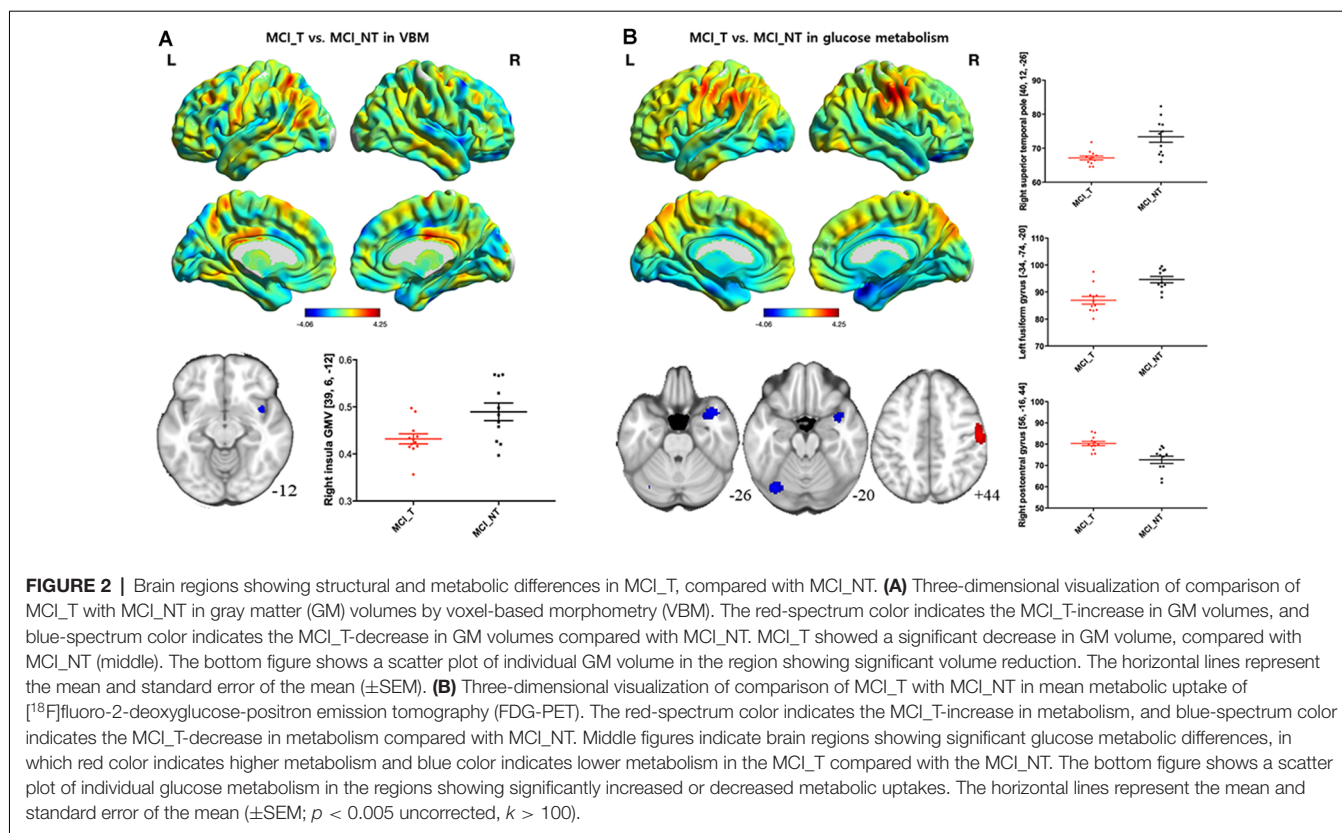 A
MCI_T vs. MCI_NT in VBM
L
R
-4.06
4.25
-12
Right insula GMV [39, 6, -12]
0.6
0.5
0.4
0.3
MCI_T
MCI_NT
B
MCI_T vs. MCI_NT in glucose metabolism
L
R
-4.06
4.25
-26
-20
+44
Right superior temporal pole [40, 12, -26]
90
80
70
60
MCI_T
MCI_NT
Left fusiform gyrus [-34, -74, -20]
110
100
90
80
70
MCI_T
MCI_NT
Right postcentral gyrus [56, -16, 44]
100
90
80
70
60
50
MCI_T
MCI_NT
FIGURE 2 | Brain regions showing structural and metabolic differences in MCI_T, compared with MCI_NT. (A) Three-dimensional visualization of comparison of
MCI_T with MCI_NT in gray matter (GM) volumes by voxel-based morphometry (VBM). The red-spectrum color indicates the MCI_T-increase in GM volumes, and
blue-spectrum color indicates the MCI_T-decrease in GM volumes compared with MCI_NT. MCI_T showed a significant decrease in GM volume, compared with
MCI_NT (middle). The bottom figure shows a scatter plot of individual GM volume in the region showing significant volume reduction. The horizontal lines represent
the mean and standard error of the mean (±SEM). (B) Three-dimensional visualization of comparison of MCI_T with MCI_NT in mean metabolic uptake of
[¹⁸F]fluoro-2-deoxyglucose-positron emission tomography (FDG-PET). The red-spectrum color indicates the MCI_T-increase in metabolism, and blue-spectrum color
indicates the MCI_T-decrease in metabolism compared with MCI_NT. Middle figures indicate brain regions showing significant glucose metabolic differences, in
which red color indicates higher metabolism and blue color indicates lower metabolism in the MCI_T compared with the MCI_NT. The bottom figure shows a scatter
plot of individual glucose metabolism in the regions showing significantly increased or decreased metabolic uptakes. The horizontal lines represent the mean and
standard error of the mean (±SEM; p < 0.005 uncorrected, k > 100).